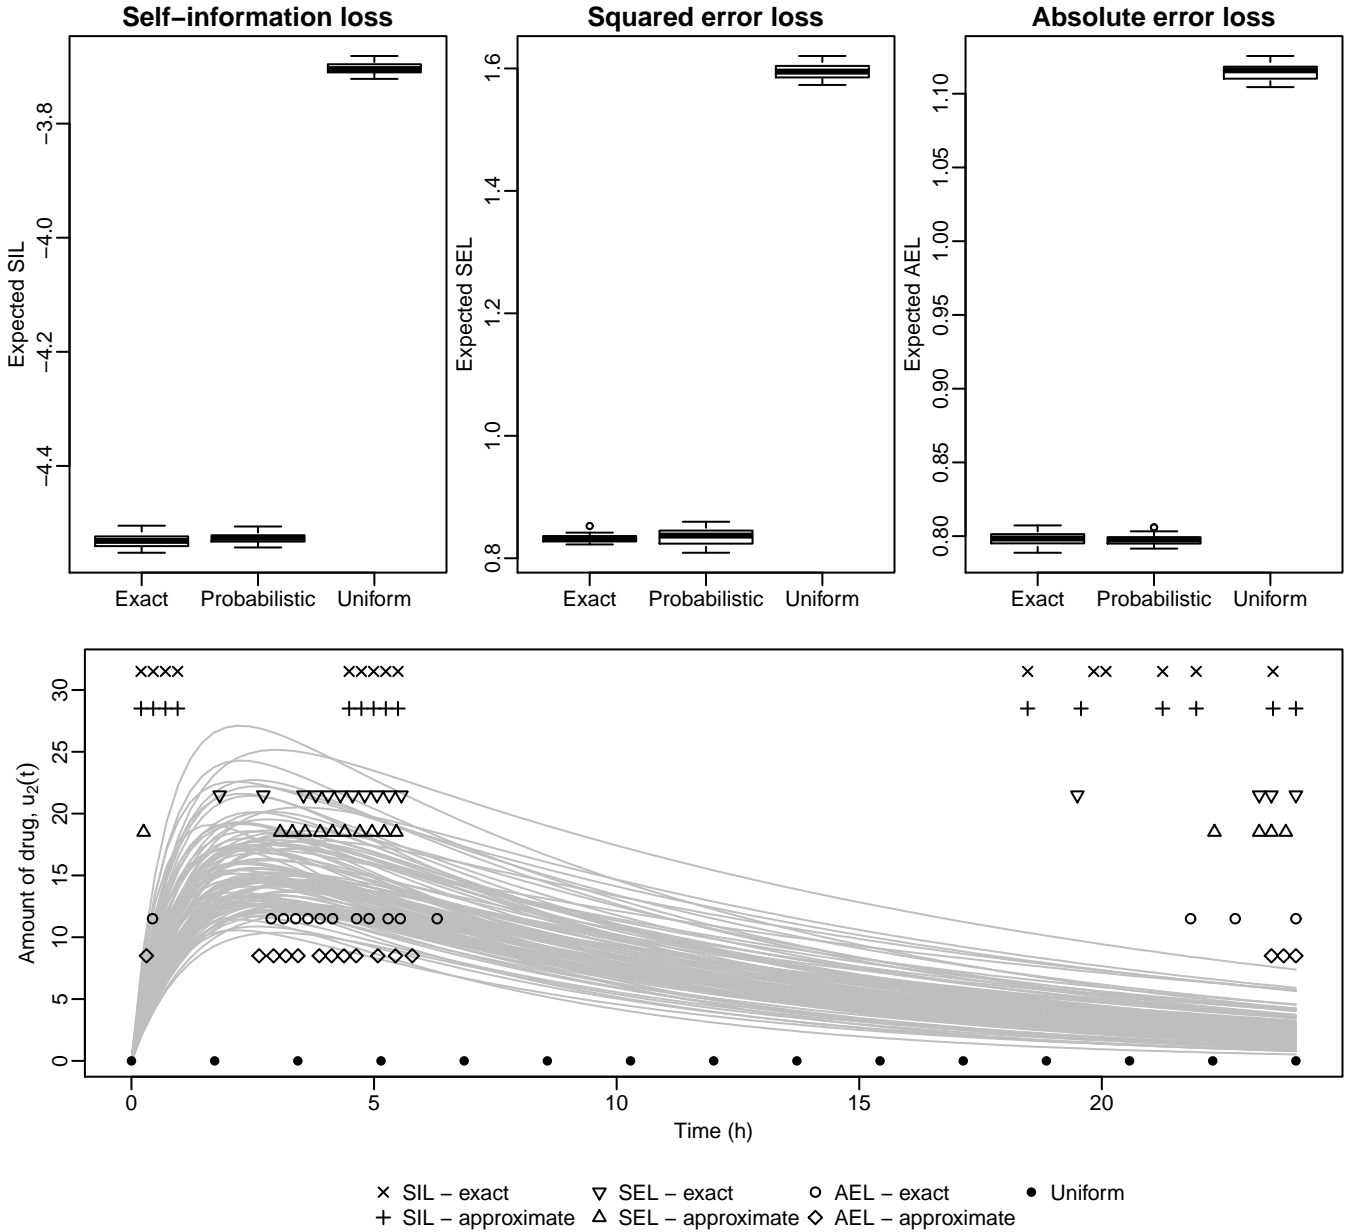 Self−information loss
Squared error loss
Absolute error loss
Expected SIL
−3.8
−4.0
−4.2
−4.4
Exact
Probabilistic
Uniform
Expected SEL
1.6
1.4
1.2
1.0
0.8
Exact
Probabilistic
Uniform
Expected AEL
1.10
1.05
1.00
0.95
0.90
0.85
0.80
Exact
Probabilistic
Uniform
Amount of drug, u₂(t)
30
25
20
15
10
5
0
0
5
10
15
20
Time (h)
SIL − exact
SEL − exact
AEL − exact
Uniform
SIL − approximate
SEL − approximate
AEL − approximate